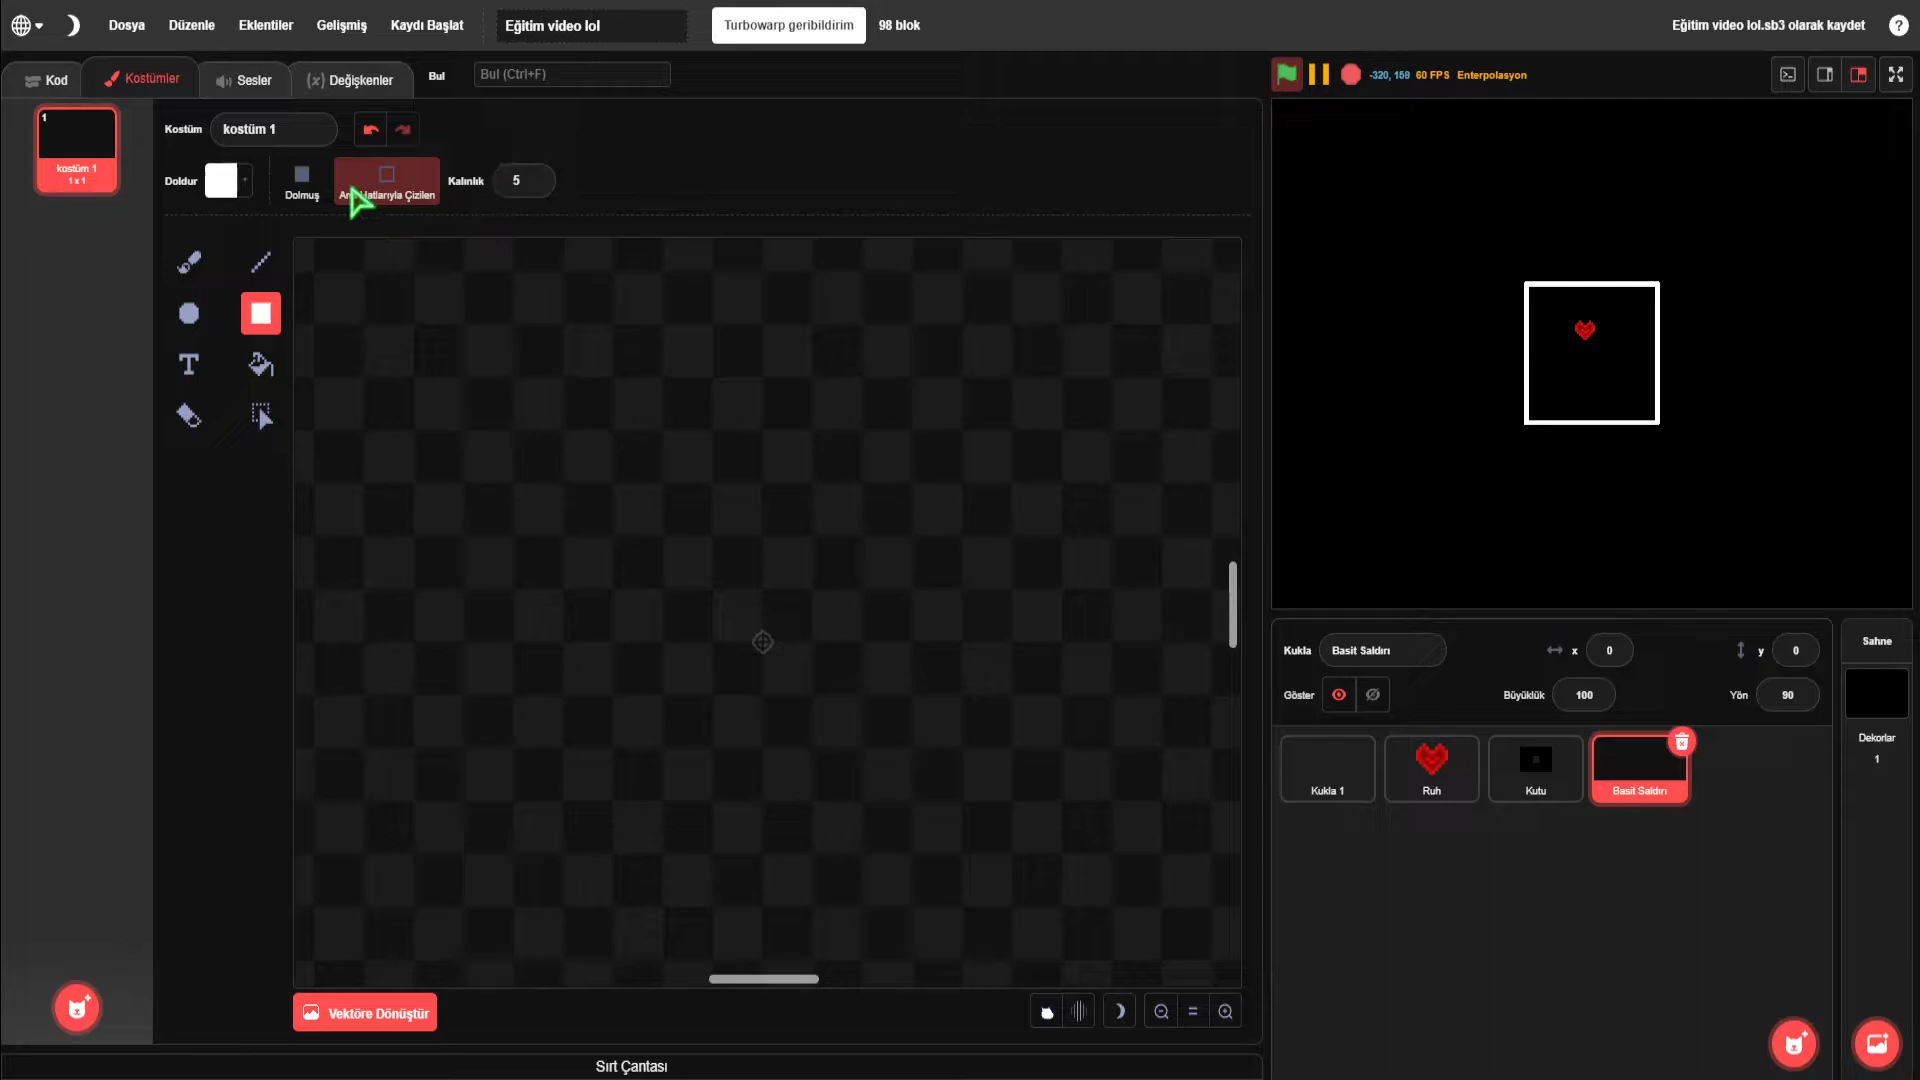 Dosya Düzenle Eklentiler Gelişmiş Kaydı Başlat Eğitim video lol Turbowarp geribildirim 98 blok Eğitim video lol.sb3 olarak kaydet ?
Kod Kostümler Sesler (x) Değişkenler Bul Bul (Ctrl+F) -320, 158 60 FPS Enterpolasyon
1
kostüm 1
1 x 1
Kostüm kostüm 1
Doldur Dolmuş Çizilen Kalınlık 5
T
Kukla Basit Saldırı x 0 y 0
Göster Büyüklük 100 Yön 90
Kukla 1 Ruh Kutu Basit Saldırı
Sahne
Dekorlar
1
Vektöre Dönüştür
Sırt Çantası